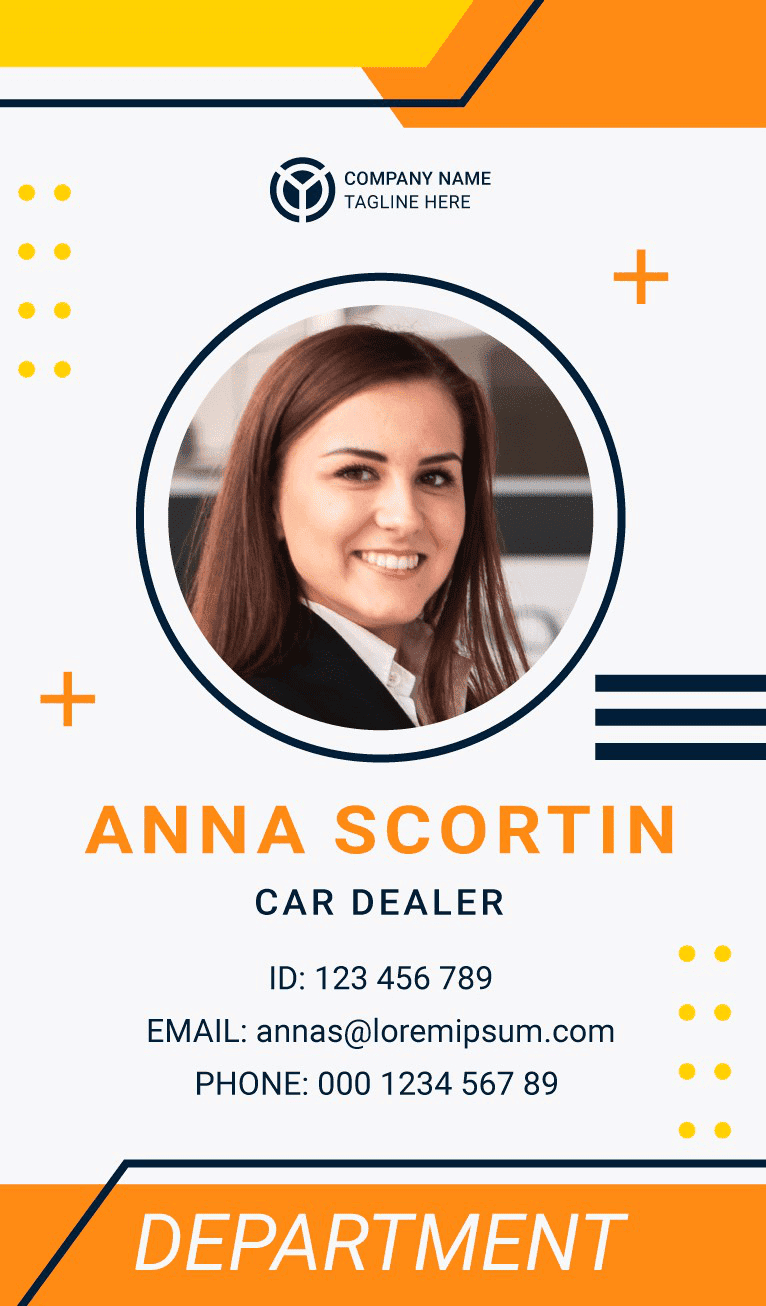 COMPANY NAME
TAGLINE HERE
ANNA SCORTIN
CAR DEALER
ID: 123 456 789
EMAIL: annas@loremipsum.com
PHONE: 000 1234 567 89
DEPARTMENT